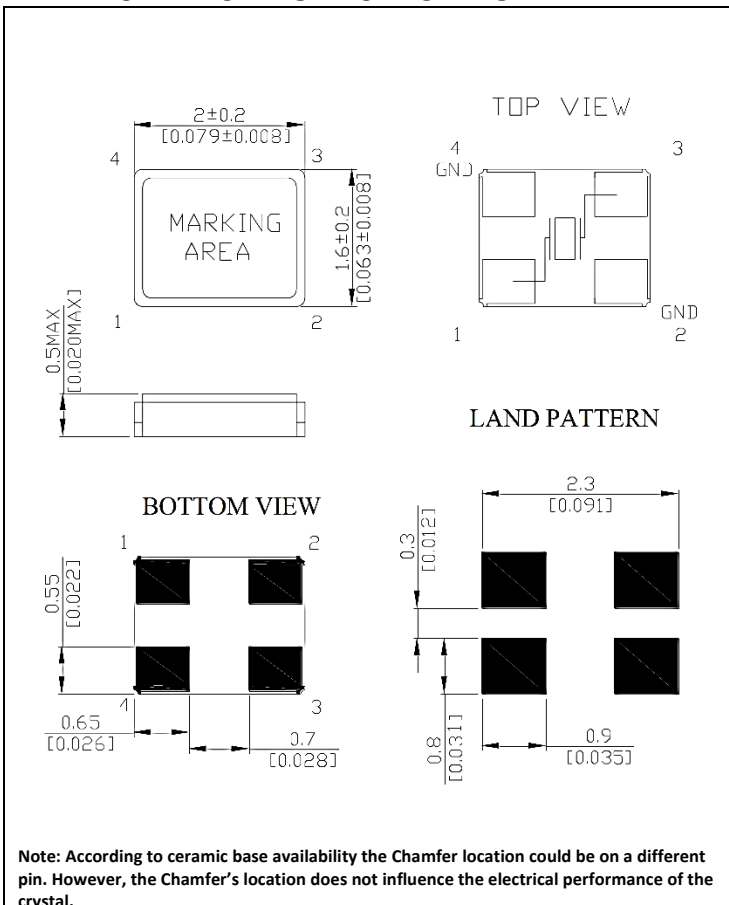 2±0.2
[0.079±0.008]
4
3
MARKING
AREA
1.6±0.2
[0.063±0.008]
1
2
0.5MAX
[0.020MAX]
TOP VIEW
4
GND
3
1
GND
2
BOTTOM VIEW
1
2
0.55
[0.022]
4
3
0.65
[0.026]
0.7
[0.028]
LAND PATTERN
2.3
[0.091]
0.3
[0.012]
0.8
[0.031]
0.9
[0.035]
Note: According to ceramic base availability the Chamfer location could be on a different
pin. However, the Chamfer’s location does not influence the electrical performance of the
crystal.